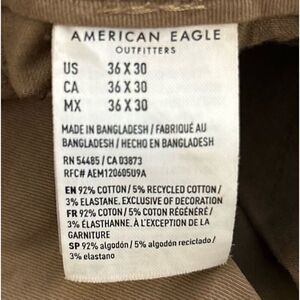 AMERICAN EAGLE
OUTFITTERS
US 36 X 30
CA 36 X 30
MX 36 X 30
MADE IN BANGLADESH / FABRIQUÉ AU
BANGLADESH / HECHO EN BANGLADESH
RN 54485 / CA 03873
RFC# AEM120605U9A
EN 92% COTTON / 5% RECYCLED COTTON /
3% ELASTANE, EXCLUSIVE OF DECORATION
FR 92% COTON / 5% COTON RÉGÉNÉRÉ /
3% ÉLASTHANNE, À L'EXCEPTION DE LA
GARNITURE
SP 92% algodón / 5% algodón reciclado /
3% elastano